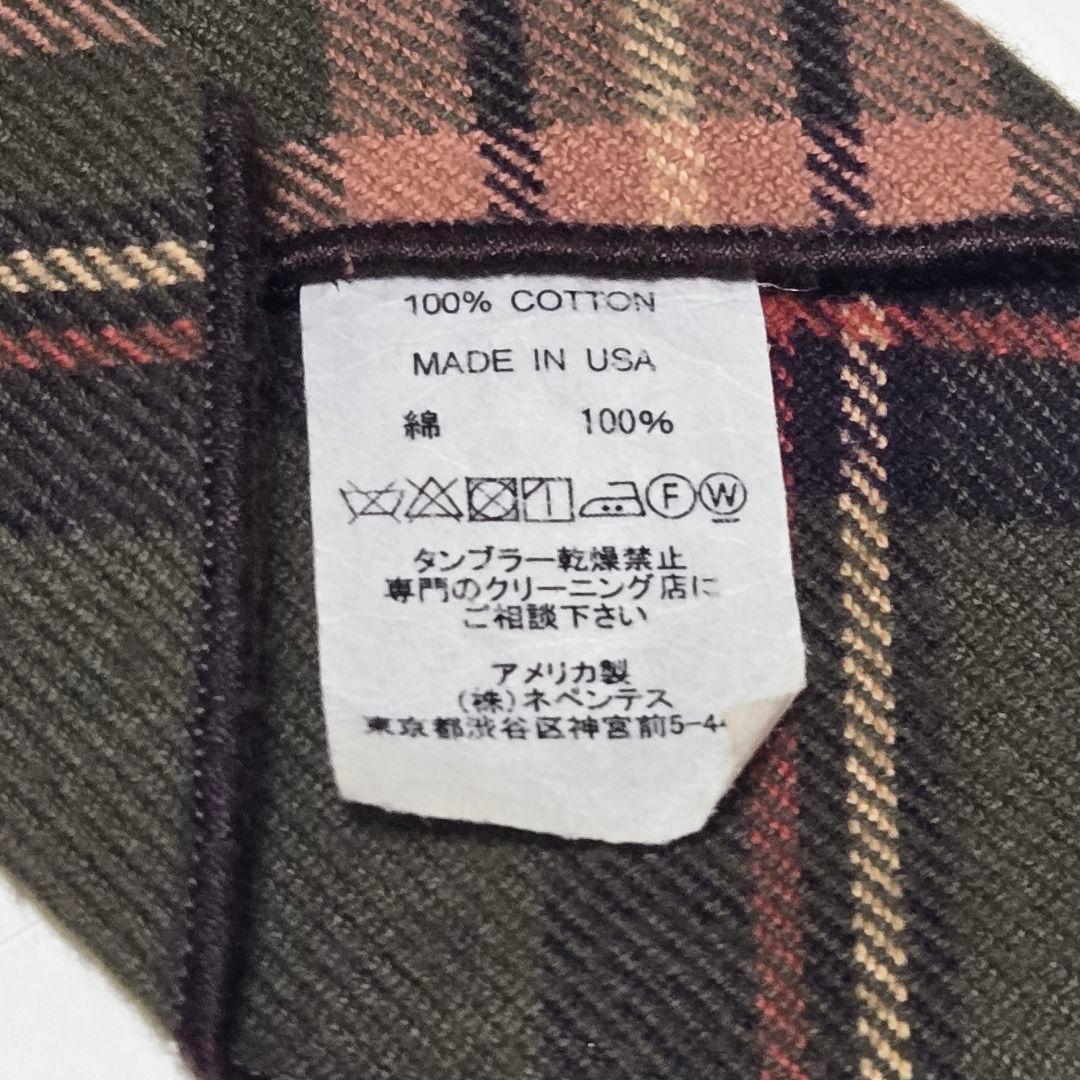 100% COTTON
MADE IN USA
綿 100%
F W
タンブラー乾燥禁止
専門のクリーニング店に
ご相談下さい
アメリカ製
(株)ネペンテス
東京都渋谷区神宮前5-4-